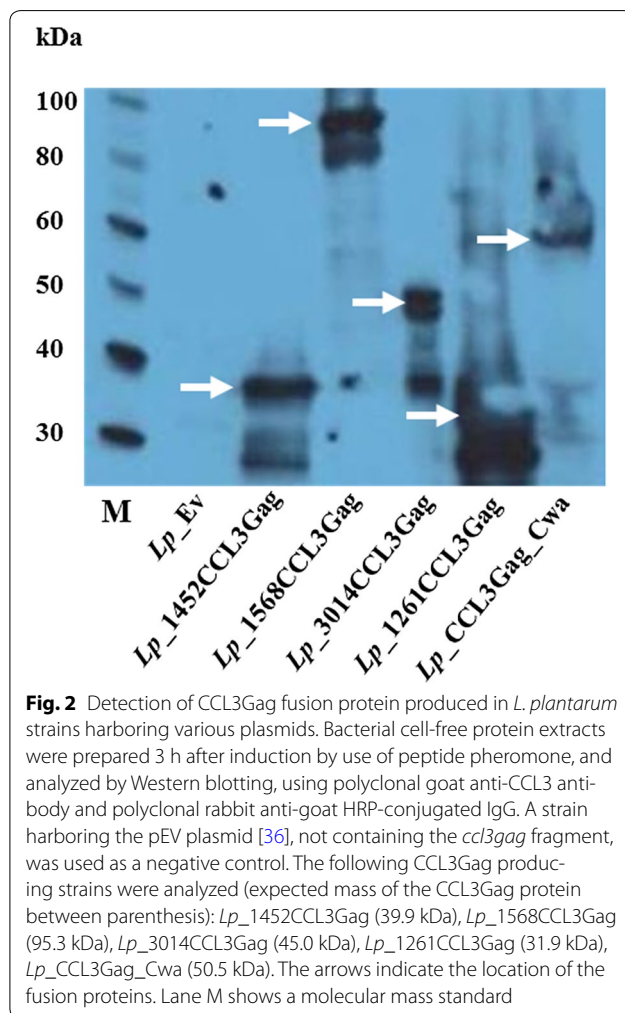 kDa
100
80
60
50
40
30
M
Lp_Ev
Lp_1452CCL3Gag
Lp_1568CCL3Gag
Lp_3014CCL3Gag
Lp_1261CCL3Gag
Lp_CCL3Gag_Cwa
Fig. 2 Detection of CCL3Gag fusion protein produced in L. plantarum
strains harboring various plasmids. Bacterial cell-free protein extracts
were prepared 3 h after induction by use of peptide pheromone, and
analyzed by Western blotting, using polyclonal goat anti-CCL3 anti-
body and polyclonal rabbit anti-goat HRP-conjugated IgG. A strain
harboring the pEV plasmid [36], not containing the ccl3gag fragment,
was used as a negative control. The following CCL3Gag produc-
ing strains were analyzed (expected mass of the CCL3Gag protein
between parenthesis): Lp_1452CCL3Gag (39.9 kDa), Lp_1568CCL3Gag
(95.3 kDa), Lp_3014CCL3Gag (45.0 kDa), Lp_1261CCL3Gag (31.9 kDa),
Lp_CCL3Gag_Cwa (50.5 kDa). The arrows indicate the location of the
fusion proteins. Lane M shows a molecular mass standard